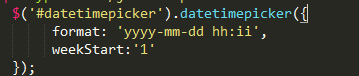 $('#datetimepicker').datetimepicker({
    format: 'yyyy-mm-dd hh:ii',
    weekStart:'1'
});